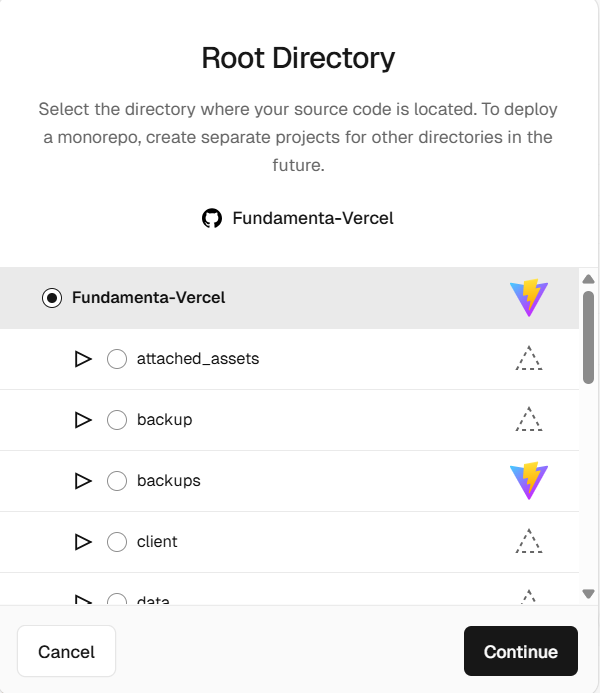 Root Directory
Select the directory where your source code is located. To deploy
a monorepo, create separate projects for other directories in the
future.
Fundamenta-Vercel
Fundamenta-Vercel
attached_assets
backup
backups
client
data
Cancel
Continue